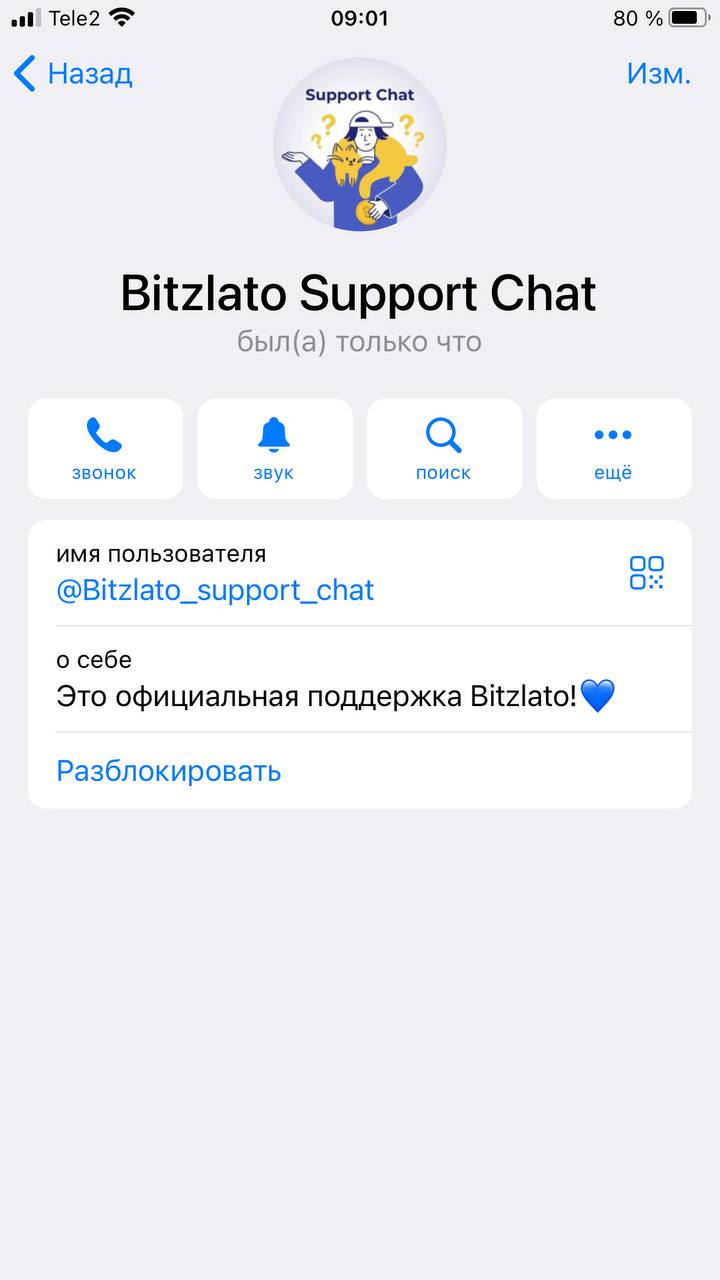 Tele2 09:01 80 %
Назад Изм.
Support Chat
Bitzlato Support Chat
был(а) только что
звонок звук поиск ещё
имя пользователя
@Bitzlato_support_chat
о себе
Это официальная поддержка Bitzlato!💙
Разблокировать